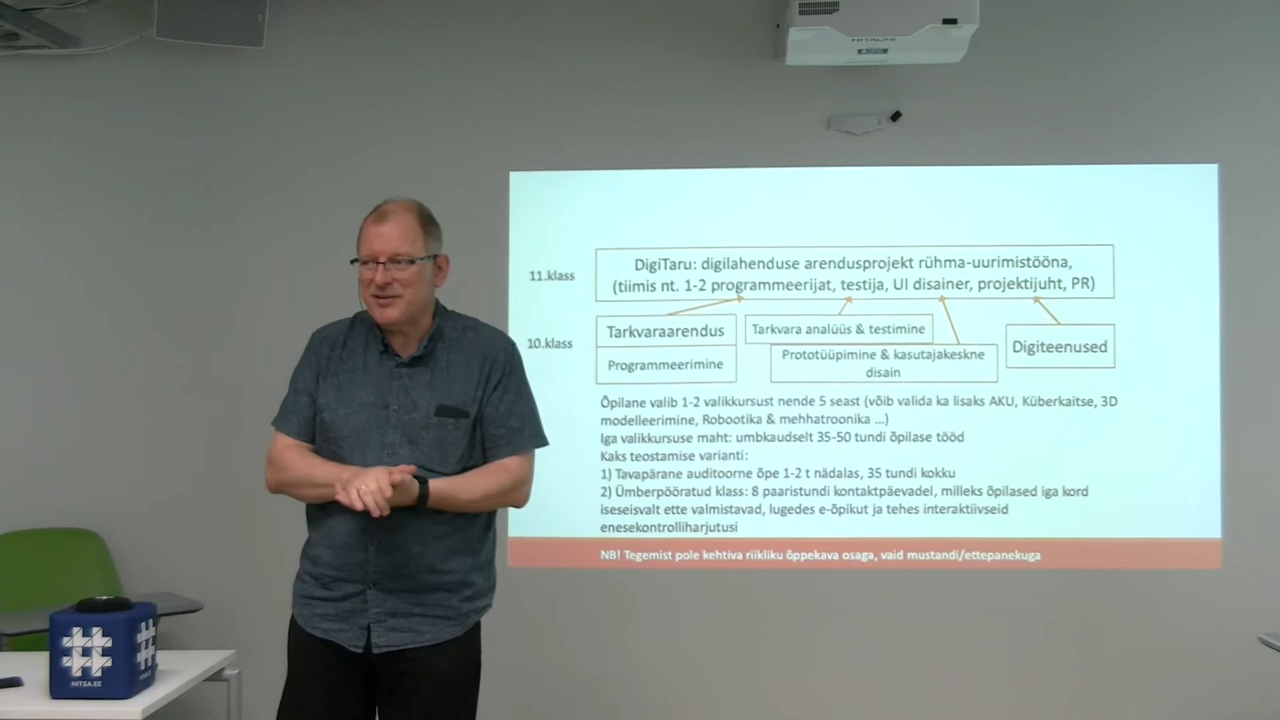 HITACHI
11.klass
DigiTaru: digilahenduse arendusprojekt rühma-uurimistööna,
(tiimis nt. 1-2 programmeerijat, testija, UI disainer, projektijuht, PR)
10.klass
Tarkvaraarendus
Programmeerimine
Tarkvara analüüs & testimine
Prototüüpimine & kasutajakeskne
disain
Digiteenused
Õpilane valib 1-2 valikkursust nende 5 seast (võib valida ka lisaks AKU, Küberkaitse, 3D
modelleerimine, Robootika & mehhatroonika ...)
Iga valikkursuse maht: umbkaudselt 35-50 tundi õpilase tööd
Kaks teostamise varianti:
1) Tavapärane auditoorne õpe 1-2 t nädalas, 35 tundi kokku
2) Ümberpööratud klass: 8 paaristundi kontaktpäevadel, milleks õpilased iga kord
iseseisvalt ette valmistavad, lugedes e-õpikut ja tehes interaktiivseid
enesekontrolliharjutusi
NB! Tegemist pole kehtiva riikliku õppekava osaga, vaid mustandi/ettepanekuga
#
HITSA.EE